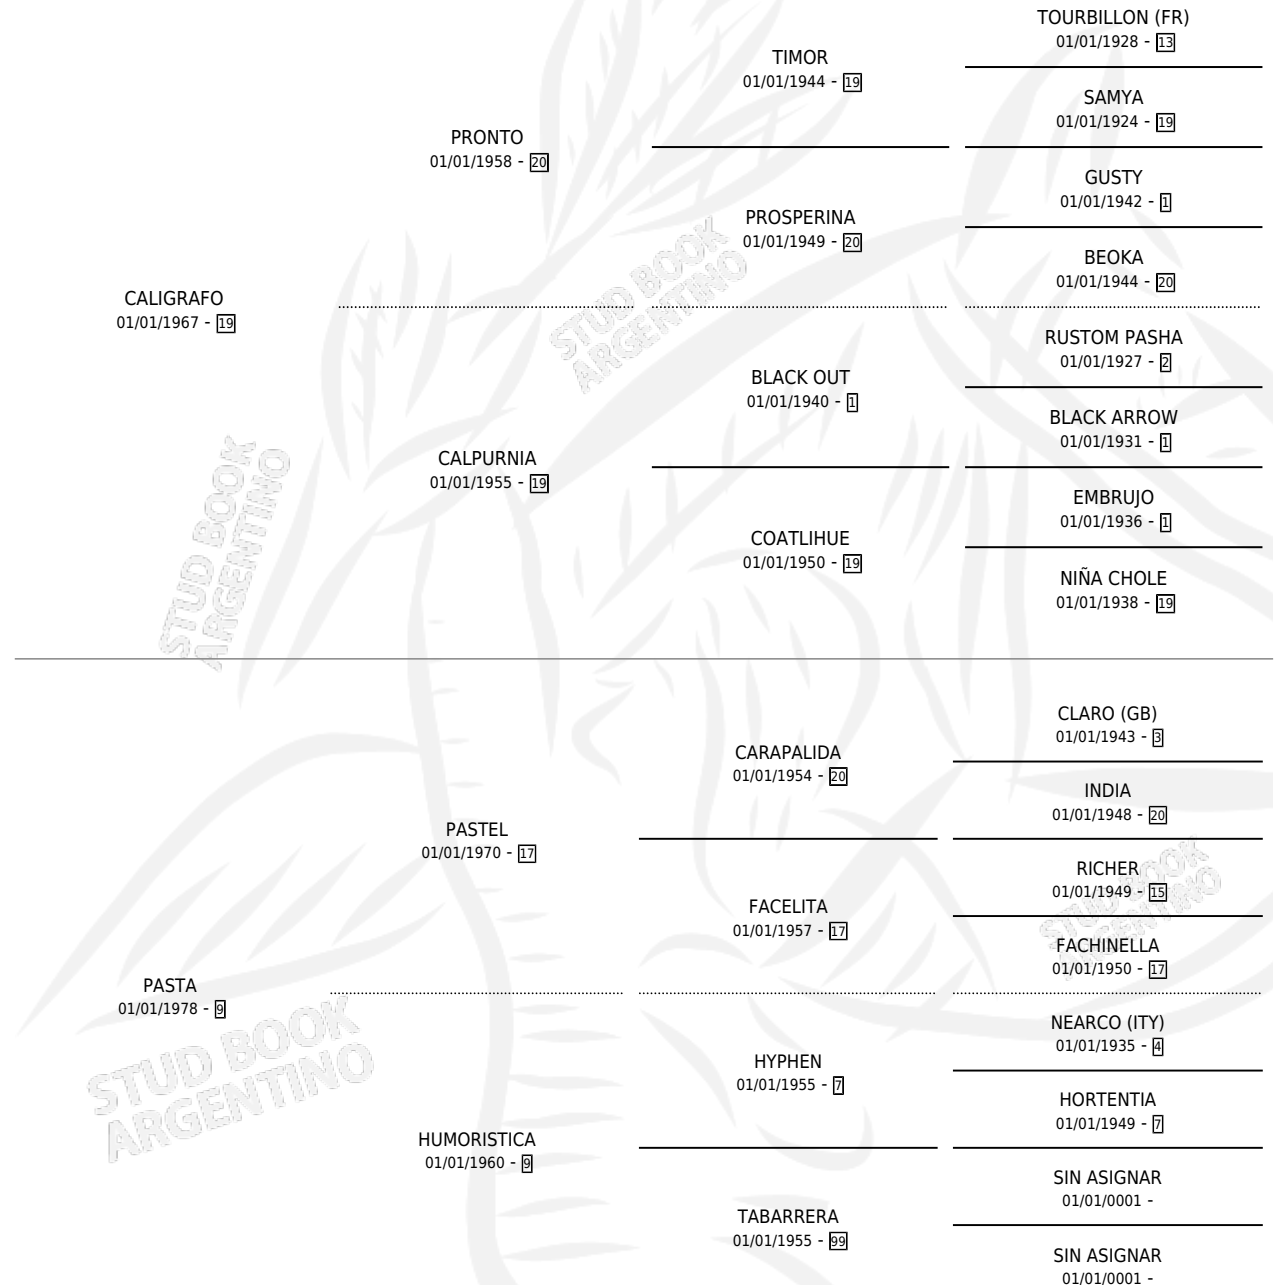 TOURBILLON (FR)
01/01/1928 - 13
TIMOR
01/01/1944 - 19
SAMYA
01/01/1924 - 19
PRONTO
01/01/1958 - 20
GUSTY
01/01/1942 - 1
PROSPERINA
01/01/1949 - 20
BEOKA
01/01/1944 - 20
CALIGRAFO
01/01/1967 - 19
STUD BOOK
ARGENTINO
RUSTOM PASHA
01/01/1927 - 2
BLACK OUT
01/01/1940 - 1
BLACK ARROW
01/01/1931 - 1
CALPURNIA
01/01/1955 - 19
EMBRUJO
01/01/1936 - 1
COATLIHUE
01/01/1950 - 19
NIÑA CHOLE
01/01/1938 - 19
STUD BOOK
ARGENTINO
CLARO (GB)
01/01/1943 - 3
CARAPALIDA
01/01/1954 - 20
INDIA
01/01/1948 - 20
PASTEL
01/01/1970 - 17
RICHER
01/01/1949 - 15
FACELITA
01/01/1957 - 17
FACHINELLA
01/01/1950 - 17
STUD BOOK
ARGENTINO
PASTA
01/01/1978 - 9
STUD BOOK
ARGENTINO
NEARCO (ITY)
01/01/1935 - 4
HYPHEN
01/01/1955 - 7
HORTENTIA
01/01/1949 - 7
HUMORISTICA
01/01/1960 - 9
SIN ASIGNAR
01/01/0001 -
TABARRERA
01/01/1955 - 99
SIN ASIGNAR
01/01/0001 -